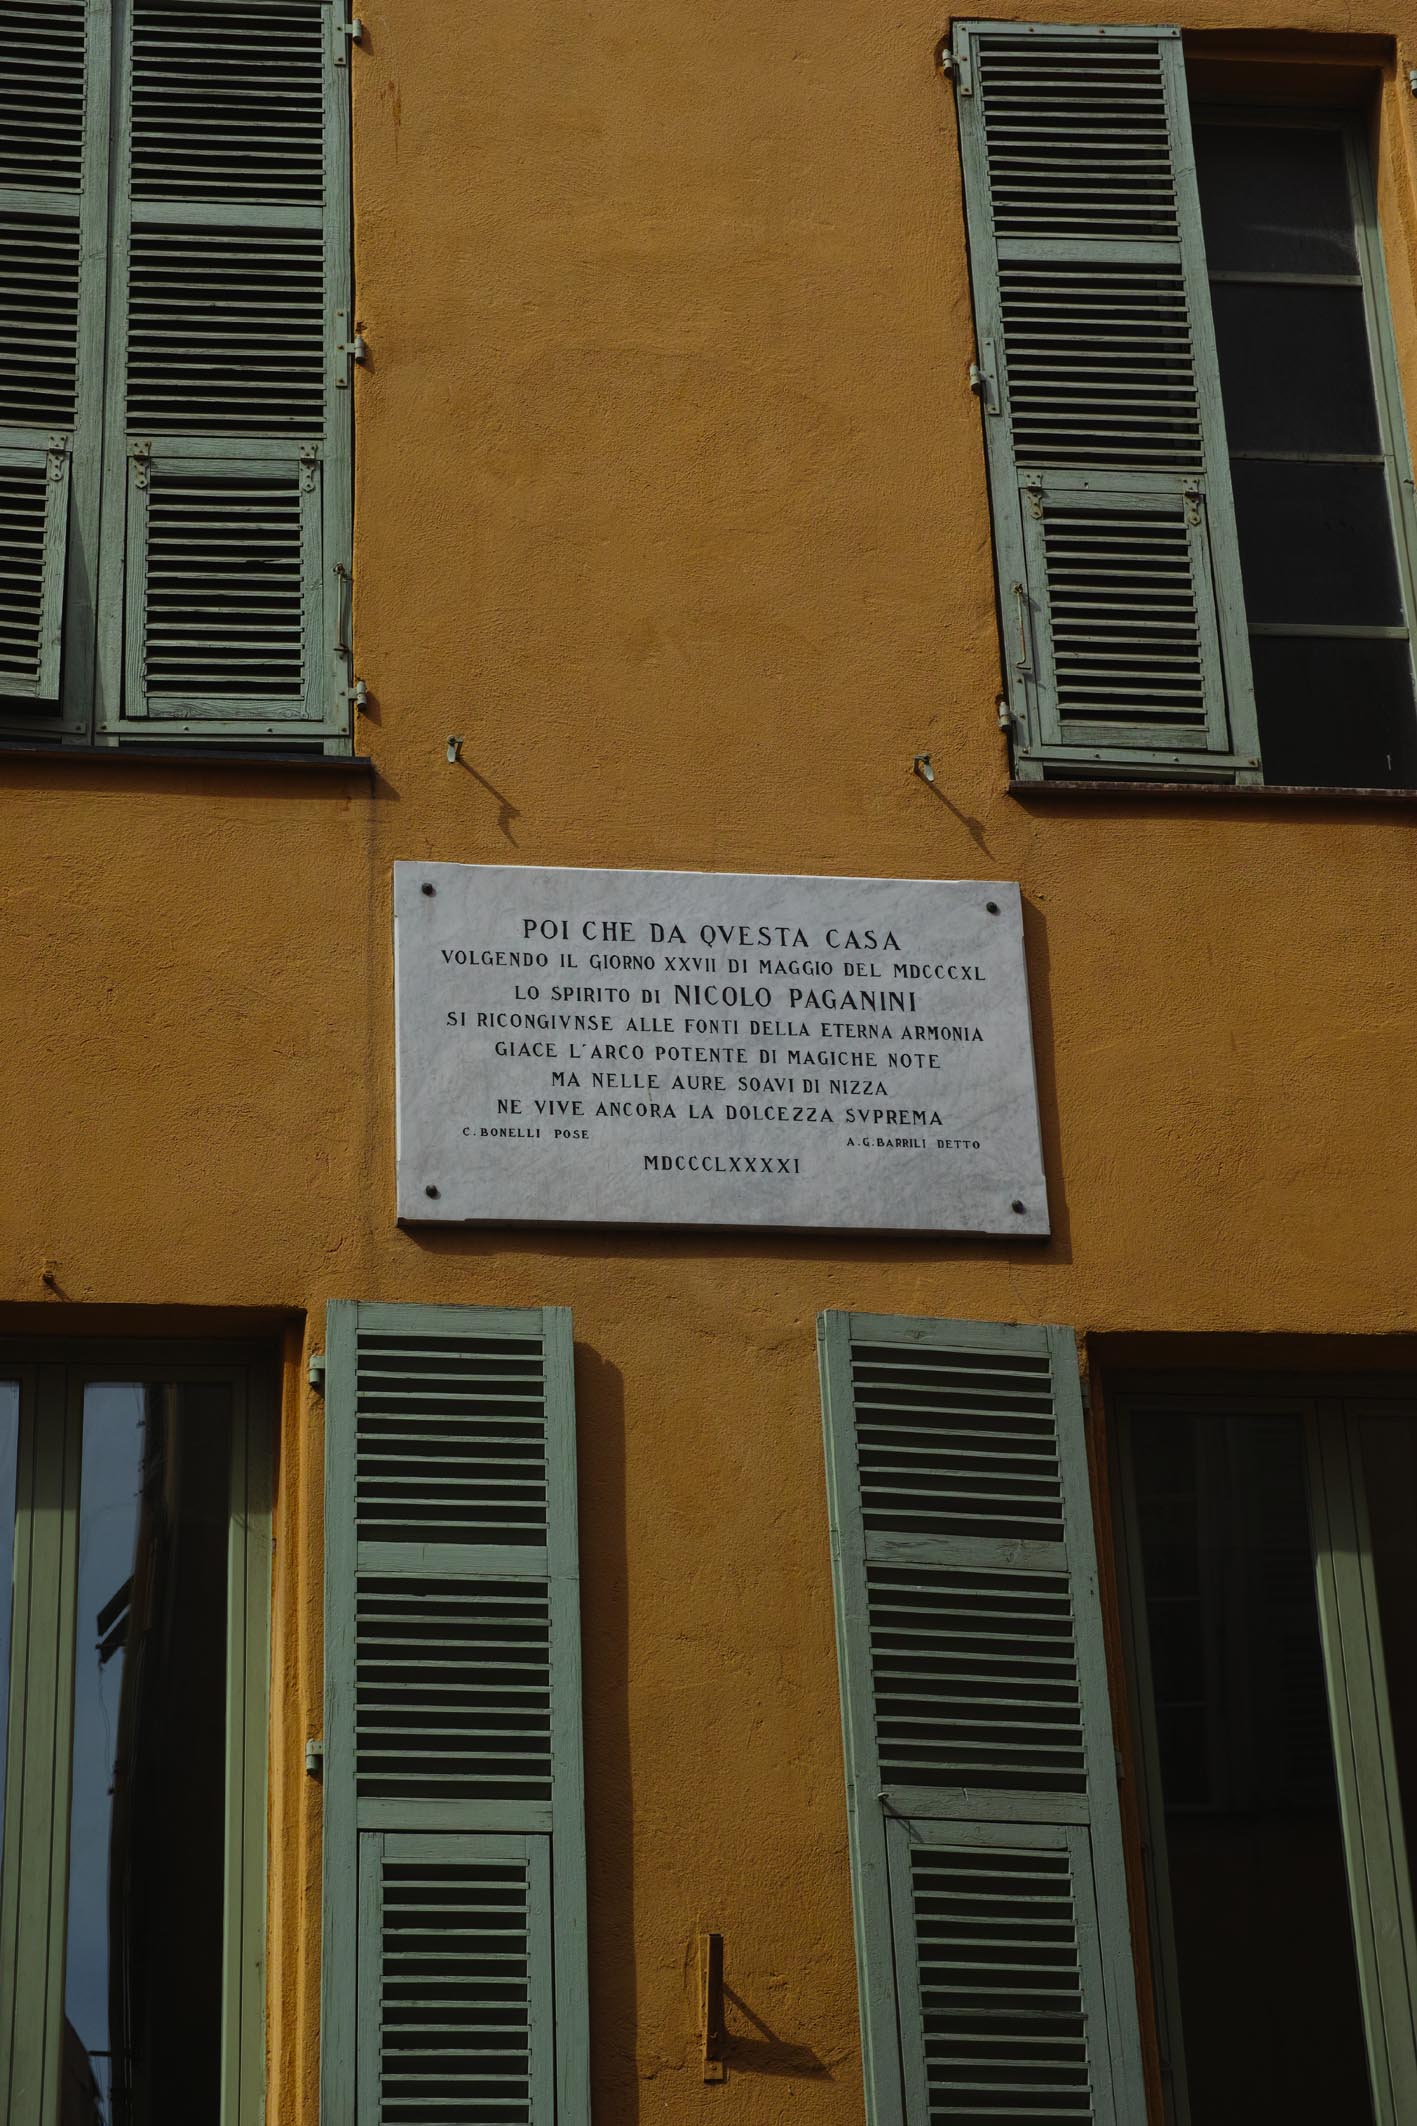 POI CHE DA QVESTA CASA
VOLGENDO IL GIORNO XXVII DI MAGGIO DEL MDCCCXL
LO SPIRITO DI NICOLO PAGANINI
SI RICONGIVNSE ALLE FONTI DELLA ETERNA ARMONIA
GIACE L'ARCO POTENTE DI MAGICHE NOTE
MA NELLE AURE SOAVI DI NIZZA
NE VIVE ANCORA LA DOLCEZZA SVPREMA
C. BONELLI POSE A.G.BARRILI DETTO
MDCCCLXXXXI